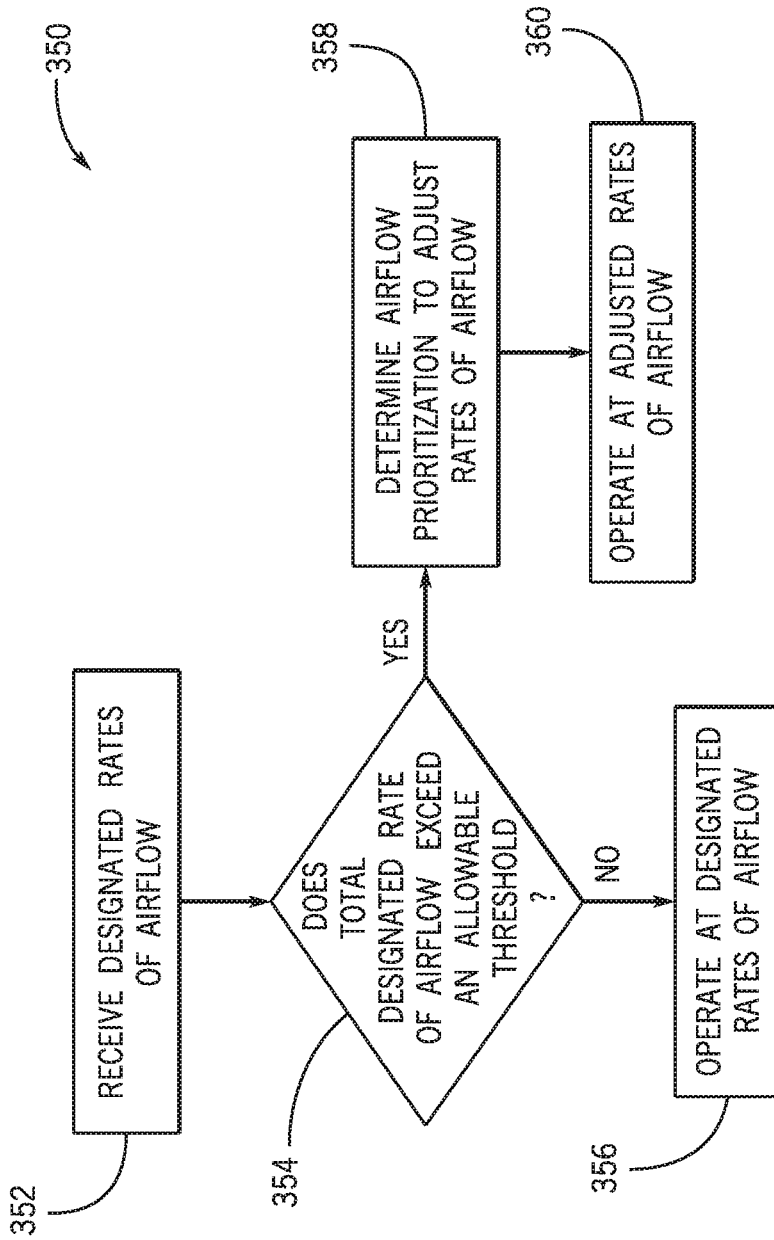 350
352
RECEIVE DESIGNATED RATES
OF AIRFLOW
354
DOES
TOTAL
DESIGNATED RATE
OF AIRFLOW EXCEED
AN ALLOWABLE
THRESHOLD
?
YES
358
DETERMINE AIRFLOW
PRIORITIZATION TO ADJUST
RATES OF AIRFLOW
NO
356
OPERATE AT DESIGNATED
RATES OF AIRFLOW
360
OPERATE AT ADJUSTED RATES
OF AIRFLOW